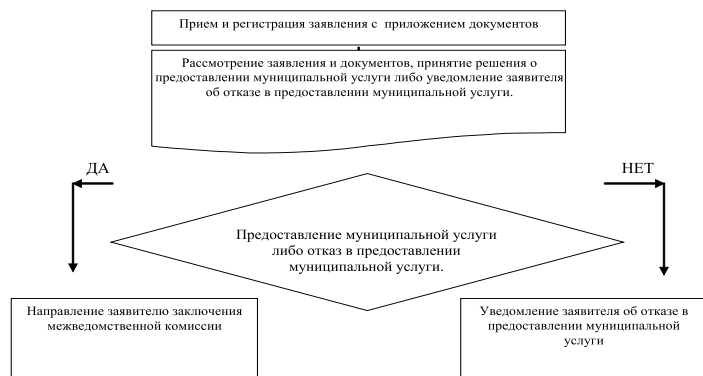 Прием и регистрация заявления с приложением документов
Рассмотрение заявления и документов, принятие решения о
предоставлении муниципальной услуги либо уведомление заявителя
об отказе в предоставлении муниципальной услуги.
ДА
НЕТ
Предоставление муниципальной услуги
либо отказ в предоставлении
муниципальной услуги.
Направление заявителю заключения
межведомственной комиссии
Уведомление заявителя об отказе в
предоставлении муниципальной
услуги